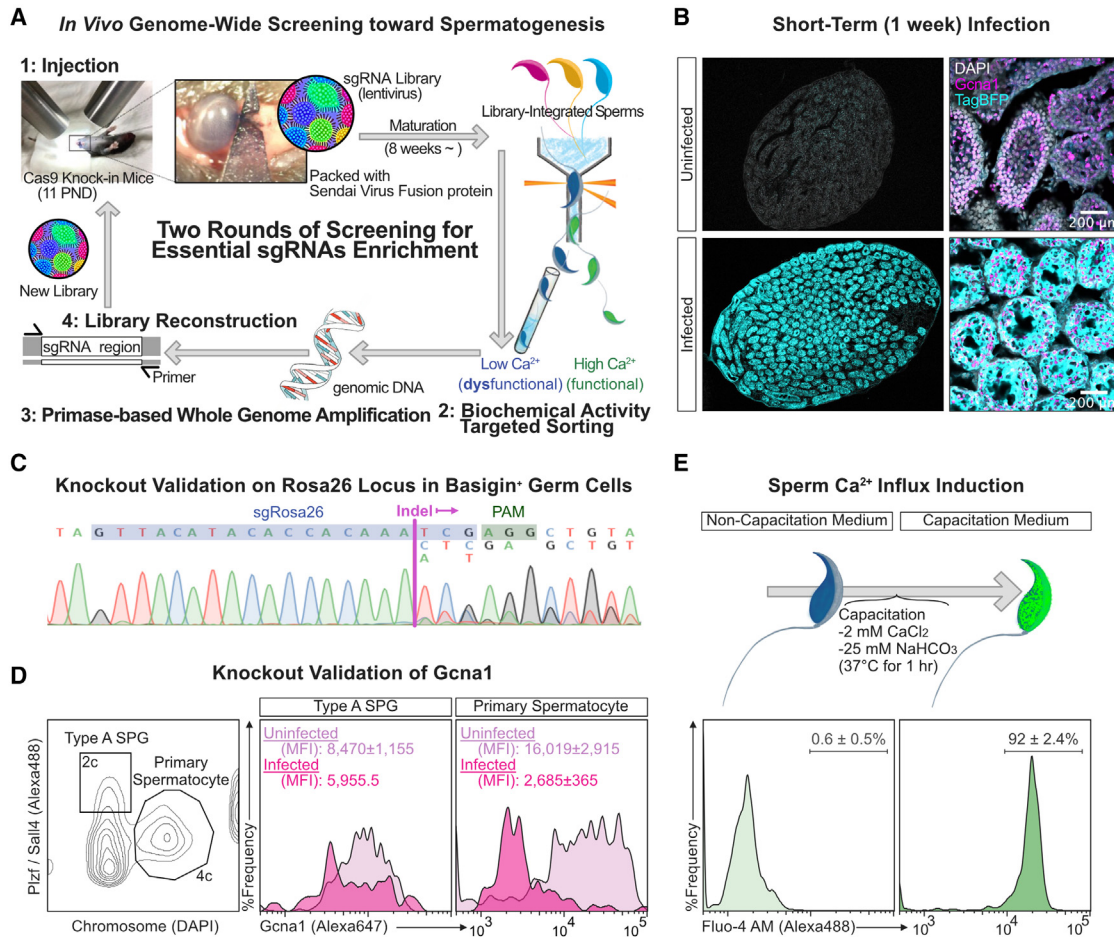 A
In Vivo Genome-Wide Screening toward Spermatogenesis
1: Injection
sgRNA Library
(lentivirus)
Library-Integrated Sperms
Maturation
(8 weeks ~ )
Cas9 Knock-in Mice
(11 PND)
Packed with
Sendai Virus Fusion protein
Two Rounds of Screening for
Essential sgRNAs Enrichment
New Library
4: Library Reconstruction
sgRNA region
Primer
genomic DNA
Low Ca²⁺
(dysfunctional)
High Ca²⁺
(functional)
3: Primase-based Whole Genome Amplification
2: Biochemical Activity
Targeted Sorting
B
Short-Term (1 week) Infection
Uninfected
DAPI
Gcna1
TagBFP
200 µm
Infected
200 µm
C
Knockout Validation on Rosa26 Locus in Basigin⁺ Germ Cells
sgRosa26
Indel
PAM
T A G T T A C A T A C A C C A C A A A T C G A G G C T G T A
C T C G A G C T G T
A T
D
Knockout Validation of Gcna1
Plzf / Sall4 (Alexa488)
Type A SPG
2c
Primary
Spermatocyte
4c
Chromosome (DAPI)
Type A SPG
Uninfected
(MFI): 8,470±1,155
Infected
(MFI): 5,955.5
Primary Spermatocyte
Uninfected
(MFI): 16,019±2,915
Infected
(MFI): 2,685±365
%Frequency
Gcna1 (Alexa647)
10³ 10⁴ 10⁵
E
Sperm Ca²⁺ Influx Induction
Non-Capacitation Medium
Capacitation Medium
Capacitation
-2 mM CaCl₂
-25 mM NaHCO₃
(37°C for 1 hr)
0.6 ± 0.5%
92 ± 2.4%
%Frequency
Fluo-4 AM (Alexa488)
10³ 10⁴ 10⁵